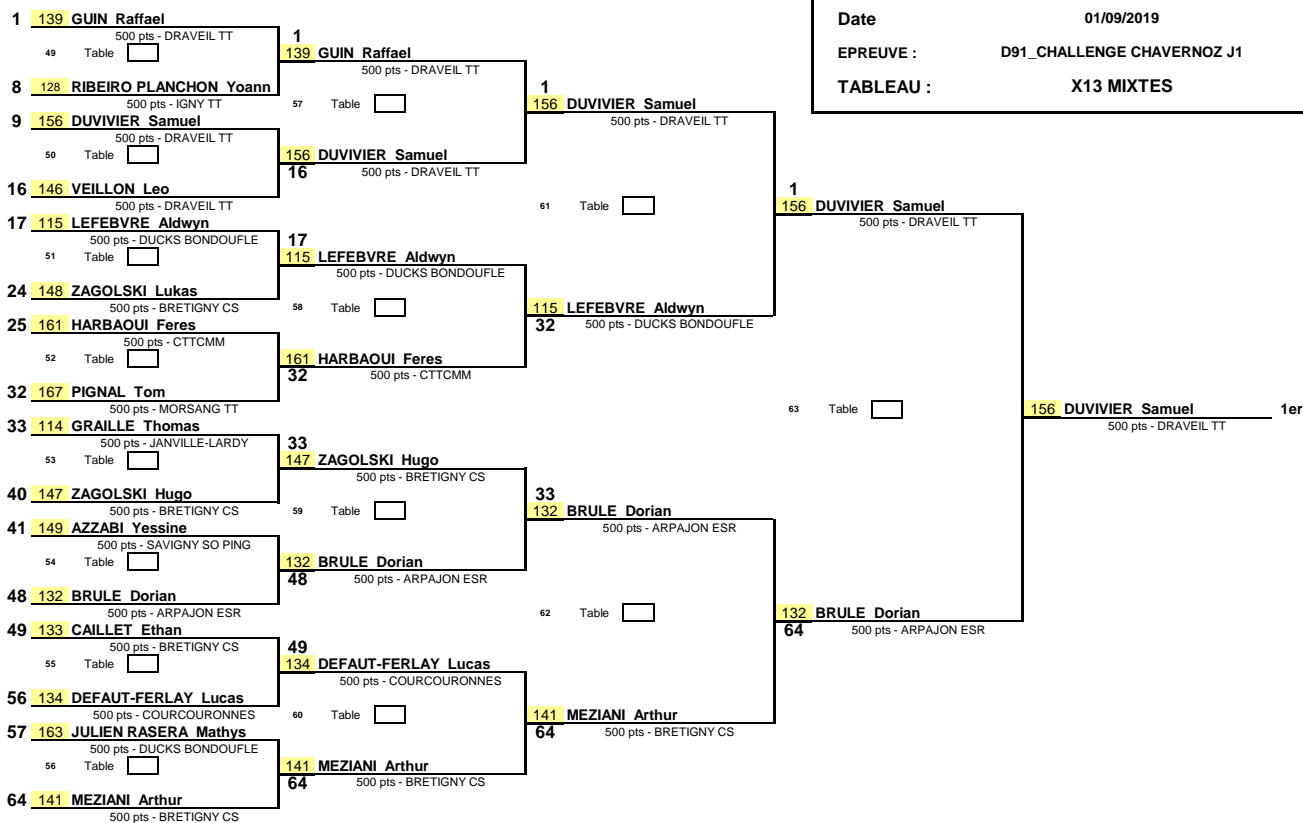 Date 01/09/2019
EPREUVE : D91_CHALLENGE CHAVERNOZ J1
TABLEAU : X13 MIXTES
1 139 GUIN Raffael
500 pts - DRAVEIL TT
49 Table
8 128 RIBEIRO PLANCHON Yoann
500 pts - IGNY TT
9 156 DUVIVIER Samuel
500 pts - DRAVEIL TT
50 Table
16 146 VEILLON Leo
500 pts - DRAVEIL TT
17 115 LEFEBVRE Aldwyn
500 pts - DUCKS BONDOUFLE
51 Table
24 148 ZAGOLSKI Lukas
500 pts - BRETIGNY CS
25 161 HARBAOUI Feres
500 pts - CTTCMM
52 Table
32 167 PIGNAL Tom
500 pts - MORSANG TT
33 114 GRAILLE Thomas
500 pts - JANVILLE-LARDY
53 Table
40 147 ZAGOLSKI Hugo
500 pts - BRETIGNY CS
41 149 AZZABI Yessine
500 pts - SAVIGNY SO PING
54 Table
48 132 BRULE Dorian
500 pts - ARPAJON ESR
49 133 CAILLET Ethan
500 pts - BRETIGNY CS
55 Table
56 134 DEFAUT-FERLAY Lucas
500 pts - COURCOURONNES
57 163 JULIEN RASERA Mathys
500 pts - DUCKS BONDOUFLE
56 Table
64 141 MEZIANI Arthur
500 pts - BRETIGNY CS
1
139 GUIN Raffael
500 pts - DRAVEIL TT
57 Table
156 DUVIVIER Samuel
16 500 pts - DRAVEIL TT
17
115 LEFEBVRE Aldwyn
500 pts - DUCKS BONDOUFLE
58 Table
161 HARBAOUI Feres
32 500 pts - CTTCMM
33
147 ZAGOLSKI Hugo
500 pts - BRETIGNY CS
59 Table
132 BRULE Dorian
48 500 pts - ARPAJON ESR
49
134 DEFAUT-FERLAY Lucas
500 pts - COURCOURONNES
60 Table
141 MEZIANI Arthur
64 500 pts - BRETIGNY CS
1
156 DUVIVIER Samuel
500 pts - DRAVEIL TT
61 Table
115 LEFEBVRE Aldwyn
32 500 pts - DUCKS BONDOUFLE
33
132 BRULE Dorian
500 pts - ARPAJON ESR
62 Table
141 MEZIANI Arthur
64 500 pts - BRETIGNY CS
1
156 DUVIVIER Samuel
500 pts - DRAVEIL TT
63 Table
132 BRULE Dorian
64 500 pts - ARPAJON ESR
156 DUVIVIER Samuel 1er
500 pts - DRAVEIL TT